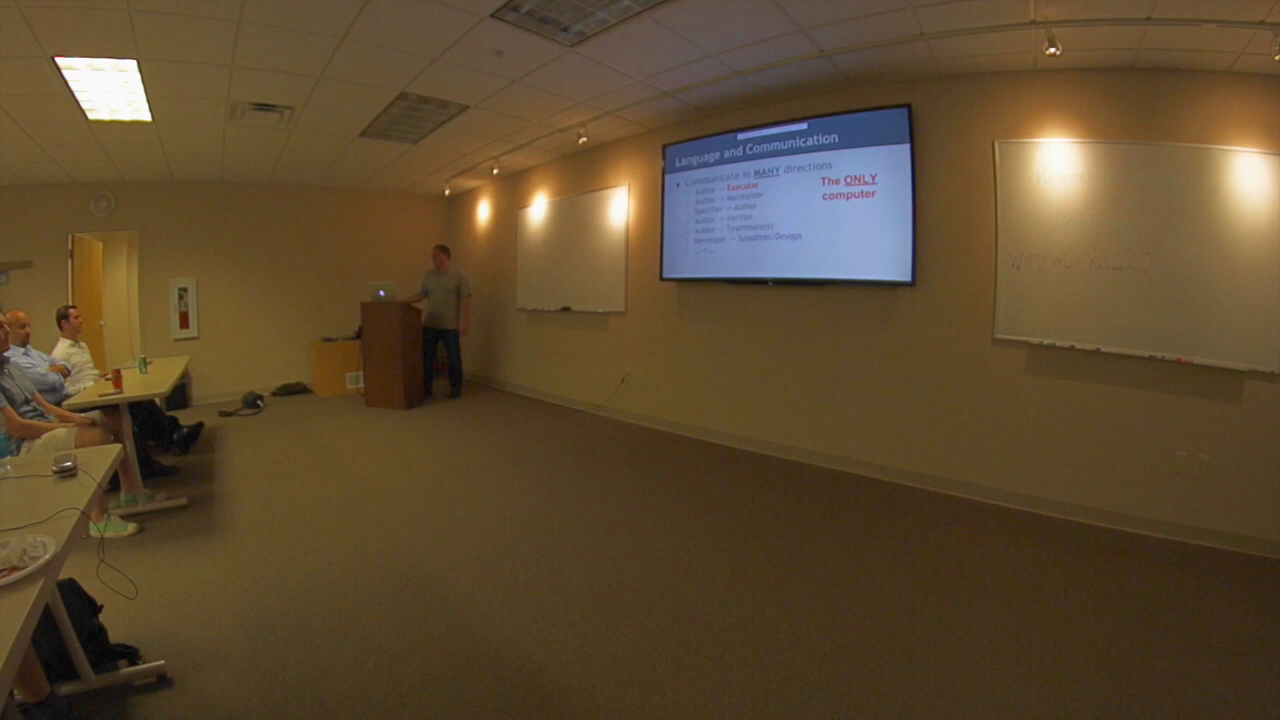 Language and Communication
• Communicate in MANY directions
Author → Executor
Author → Maintainer
Specifier → Author
Author → Verifier
Author → Teammate(s)
Developer → Sysadmin/Devops
The ONLY
computer